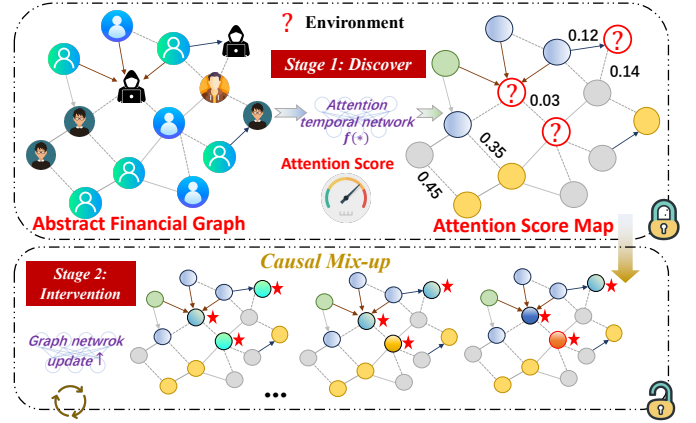 ? Environment
Stage 1: Discover
Attention
temporal network
f(*)
Attention Score
Abstract Financial Graph
0.12
?
0.14
?
0.03
?
0.35
0.45
Attention Score Map
Causal Mix-up
Stage 2:
Intervention
Graph netwrok
update↑
...